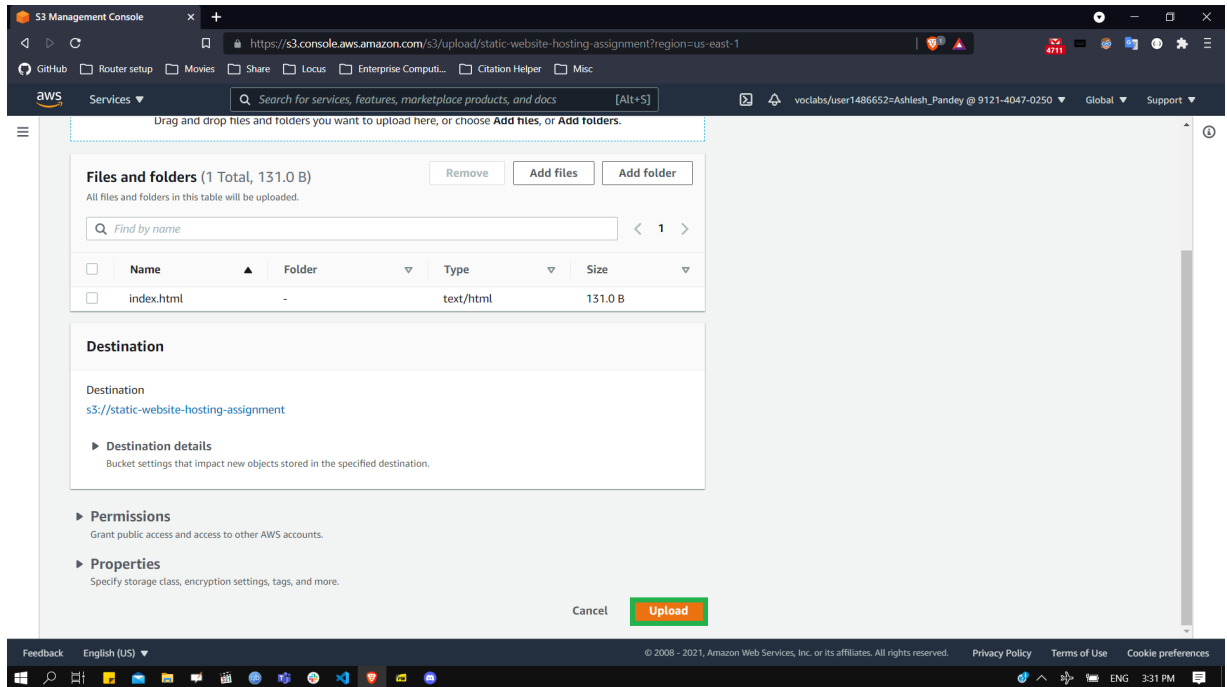 S3 Management Console
https://s3.console.aws.amazon.com/s3/upload/static-website-hosting-assignment?region=us-east-1
4711
GitHub Router setup Movies Share Locus Enterprise Computi... Citation Helper Misc
aws Services Search for services, features, marketplace products, and docs [Alt+S] voclabs/user1486652=Ashlesh_Pandey @ 9121-4047-0250 Global Support
Drag and drop files and folders you want to upload here, or choose Add files, or Add folders.
Files and folders (1 Total, 131.0 B) Remove Add files Add folder
All files and folders in this table will be uploaded.
Find by name 1
Name Folder Type Size
index.html - text/html 131.0 B
Destination
Destination
s3://static-website-hosting-assignment
Destination details
Bucket settings that impact new objects stored in the specified destination.
Permissions
Grant public access and access to other AWS accounts.
Properties
Specify storage class, encryption settings, tags, and more.
Cancel Upload
Feedback English (US) © 2008 - 2021, Amazon Web Services, Inc. or its affiliates. All rights reserved. Privacy Policy Terms of Use Cookie preferences
ENG 3:31 PM